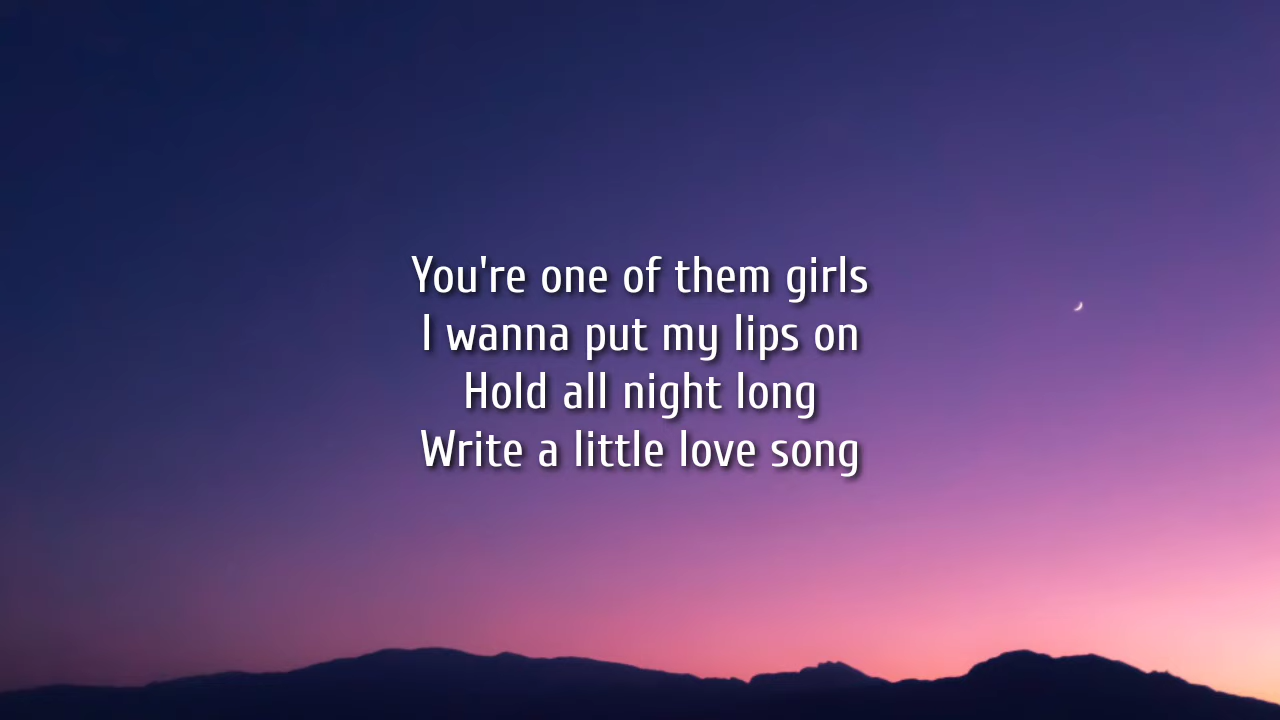 You're one of them girls
I wanna put my lips on
Hold all night long
Write a little love song